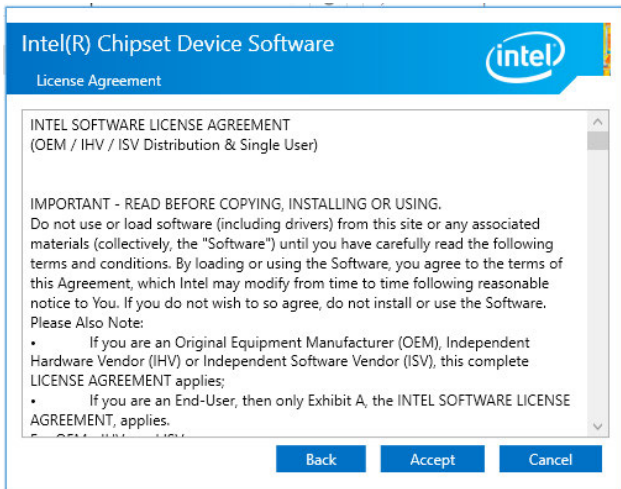 Intel(R) Chipset Device Software
intel
License Agreement
INTEL SOFTWARE LICENSE AGREEMENT
(OEM / IHV / ISV Distribution & Single User)
IMPORTANT - READ BEFORE COPYING, INSTALLING OR USING.
Do not use or load software (including drivers) from this site or any associated
materials (collectively, the "Software") until you have carefully read the following
terms and conditions. By loading or using the Software, you agree to the terms of
this Agreement, which Intel may modify from time to time following reasonable
notice to You. If you do not wish to so agree, do not install or use the Software.
Please Also Note:
• If you are an Original Equipment Manufacturer (OEM), Independent
Hardware Vendor (IHV) or Independent Software Vendor (ISV), this complete
LICENSE AGREEMENT applies;
• If you are an End-User, then only Exhibit A, the INTEL SOFTWARE LICENSE
AGREEMENT, applies.
Back Accept Cancel